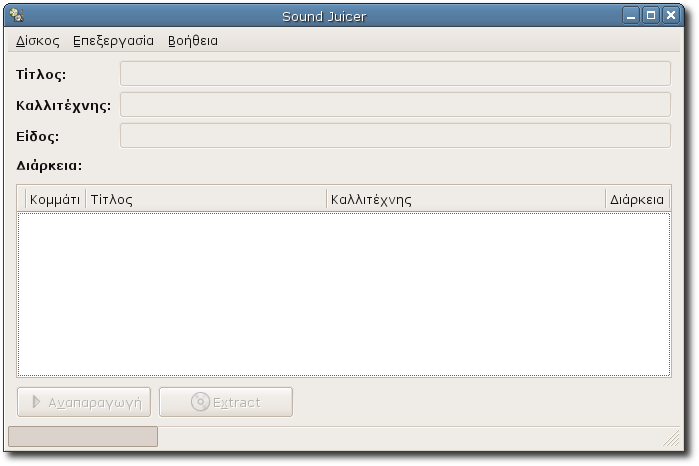 Sound Juicer
Δίσκος Επεξεργασία Βοήθεια
Τίτλος:
Καλλιτέχνης:
Είδος:
Διάρκεια:
Κομμάτι Τίτλος Καλλιτέχνης Διάρκεια
Αναπαραγωγή Extract